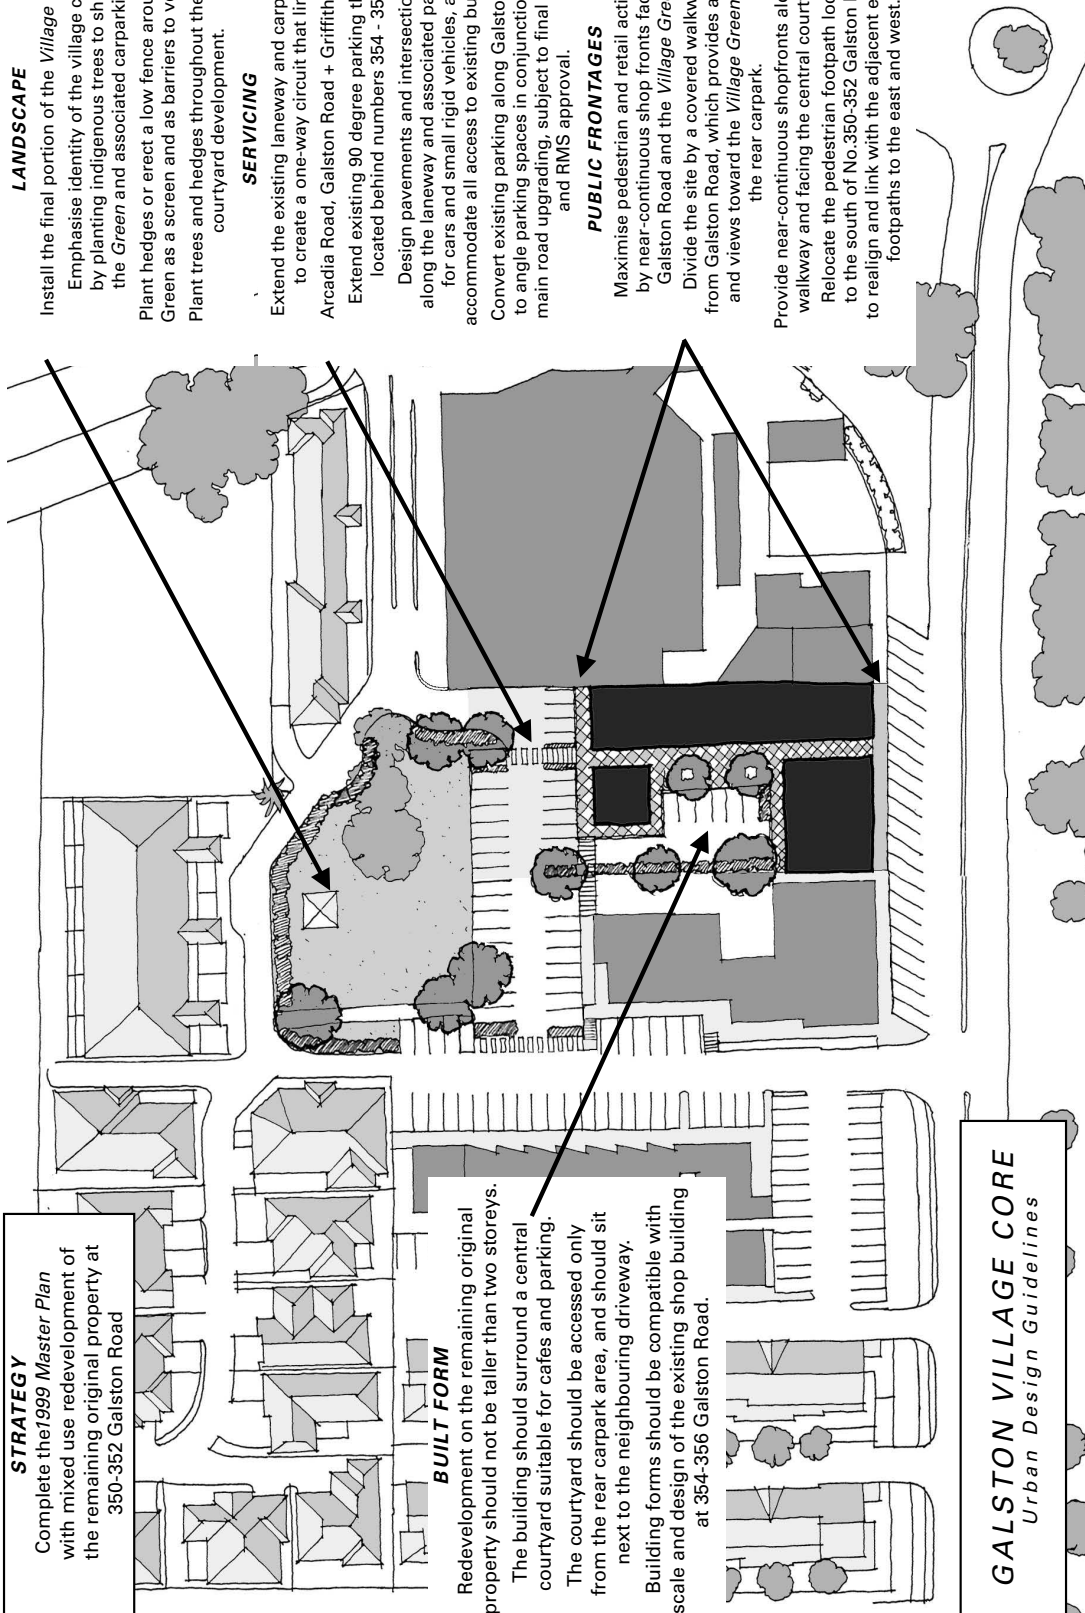 STRATEGY
Complete the1999 Master Plan
with mixed use redevelopment of
the remaining original property at
350-352 Galston Road
BUILT FORM
Redevelopment on the remaining original
property should not be taller than two storeys.
The building should surround a central
courtyard suitable for cafes and parking.
The courtyard should be accessed only
from the rear carpark area, and should sit
next to the neighbouring driveway.
Building forms should be compatible with
scale and design of the existing shop building
at 354-356 Galston Road.
GALSTON VILLAGE CORE
Urban Design Guidelines
LANDSCAPE
Install the final portion of the Village
Emphasise identity of the village c
by planting indigenous trees to sh
the Green and associated carparki
Plant hedges or erect a low fence arou
Green as a screen and as barriers to ve
Plant trees and hedges throughout the
courtyard development.
SERVICING
Extend the existing laneway and carp
to create a one-way circuit that lin
Arcadia Road, Galston Road + Griffith
Extend existing 90 degree parking th
located behind numbers 354 - 35
Design pavements and intersection
along the laneway and associated pa
for cars and small rigid vehicles, a
accommodate all access to existing bu
Convert existing parking along Galsto
to angle parking spaces in conjunctio
main road upgrading, subject to final
and RMS approval.
PUBLIC FRONTAGES
Maximise pedestrian and retail acti
by near-continuous shop fronts fac
Galston Road and the Village Gree
Divide the site by a covered walkw
from Galston Road, which provides a
and views toward the Village Green
the rear carpark.
Provide near-continuous shopfronts alo
walkway and facing the central court
Relocate the pedestrian footpath loc
to the south of No.350-352 Galston
to realign and link with the adjacent e
footpaths to the east and west.